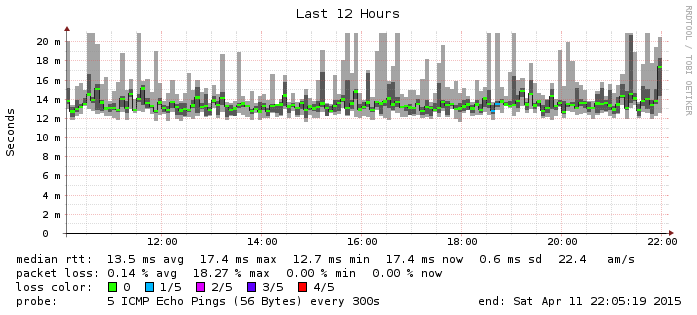 Last 12 Hours
RRDTOOL / TOBI OETIKER
Seconds
20 m
18 m
16 m
14 m
12 m
10 m
8 m
6 m
4 m
2 m
0
12:00 14:00 16:00 18:00 20:00 22:00
median rtt: 13.5 ms avg 17.4 ms max 12.7 ms min 17.4 ms now 0.6 ms sd 22.4 am/s
packet loss: 0.14 % avg 18.27 % max 0.00 % min 0.00 % now
loss color: 0 1/5 2/5 3/5 4/5
probe: 5 ICMP Echo Pings (56 Bytes) every 300s end: Sat Apr 11 22:05:19 2015